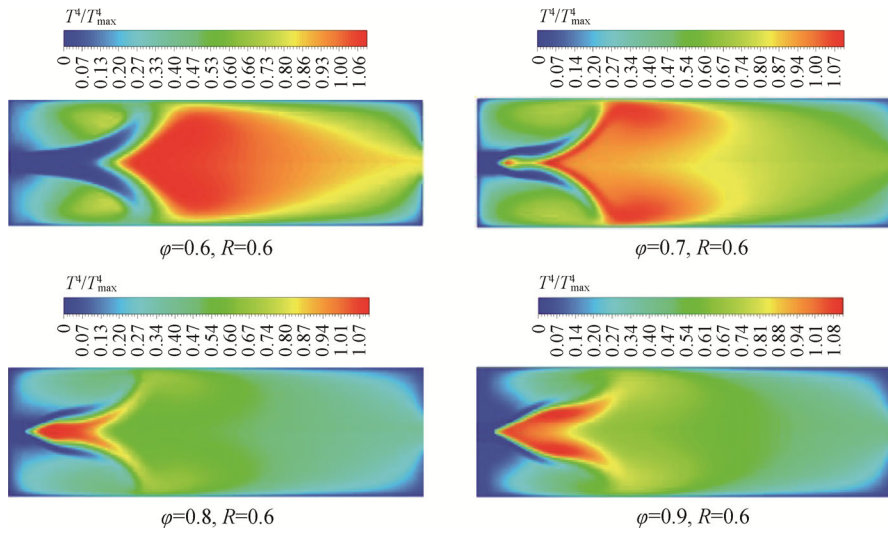 T⁴/T⁴max
0 0.07 0.13 0.20 0.27 0.33 0.40 0.47 0.53 0.60 0.66 0.73 0.80 0.86 0.93 1.00 1.06
φ=0.6, R=0.6
T⁴/T⁴max
0 0.07 0.14 0.20 0.27 0.33 0.40 0.47 0.53 0.60 0.67 0.74 0.80 0.87 0.94 1.00 1.07
φ=0.7, R=0.6
T⁴/T⁴max
0 0.07 0.14 0.20 0.27 0.34 0.40 0.47 0.54 0.60 0.67 0.74 0.80 0.87 0.94 1.01 1.07
φ=0.8, R=0.6
T⁴/T⁴max
0 0.07 0.14 0.20 0.27 0.34 0.40 0.47 0.54 0.61 0.67 0.74 0.81 0.88 0.94 1.01 1.08
φ=0.9, R=0.6